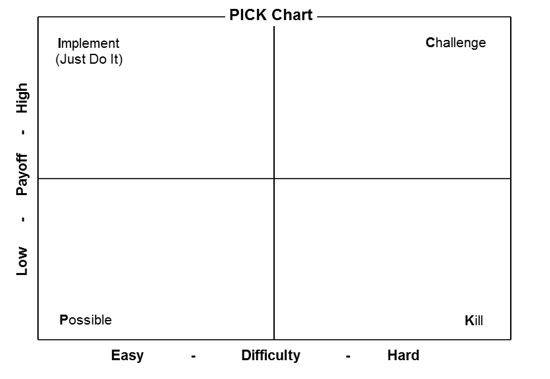 PICK Chart
Implement
(Just Do It)
Challenge
Low - Payoff - High
Possible
Kill
Easy - Difficulty - Hard